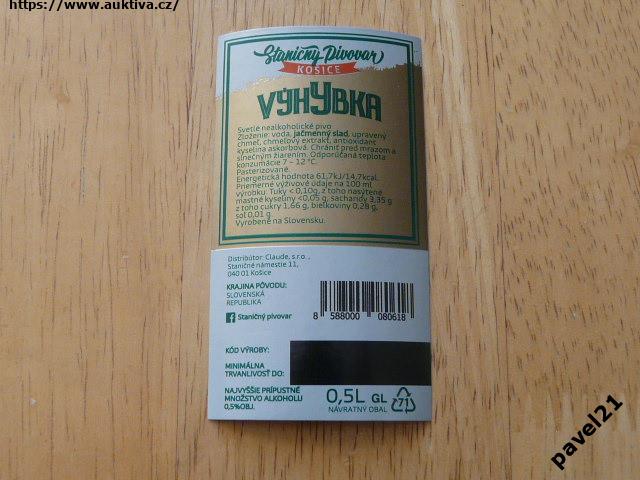 https://www.auktiva.cz/
Staničný Pivovar
KOŠICE
VÝHYBKA
Svetlé nealkoholické pivo
Zloženie: voda, jačmenný slad, upravený
chmeľ, chmeľový extrakt, antioxidant
kyselina askorbová. Chrániť pred mrazom a
slnečným žiarením. Odporúčaná teplota
konzumácie 7 – 12 °C.
Pasterizované.
Energetická hodnota 61,7kJ/14,7kcal.
Priemerné výživové údaje na 100 ml
výrobku: Tuky < 0,10g, z toho nasýtené
mastné kyseliny <0,05 g, sacharidy 3,35 g
z toho cukry 1,66 g, bielkoviny 0,28 g,
soľ 0,01 g.
Vyrobené na Slovensku.
Distribútor: Claude, s.r.o.,
Staničné námestie 11,
040 01 Košice
KRAJINA PÔVODU:
SLOVENSKÁ
REPUBLIKA
Staničný pivovar
8 588000 080618
KÓD VÝROBY:
MINIMÁLNA
TRVANLIVOSŤ DO:
NAJVYŠŠIE PRÍPUSTNÉ
MNOŽSTVO ALKOHOLU
0,5%OBJ.
0,5L GL 71
NÁVRATNÝ OBAL
pavel21